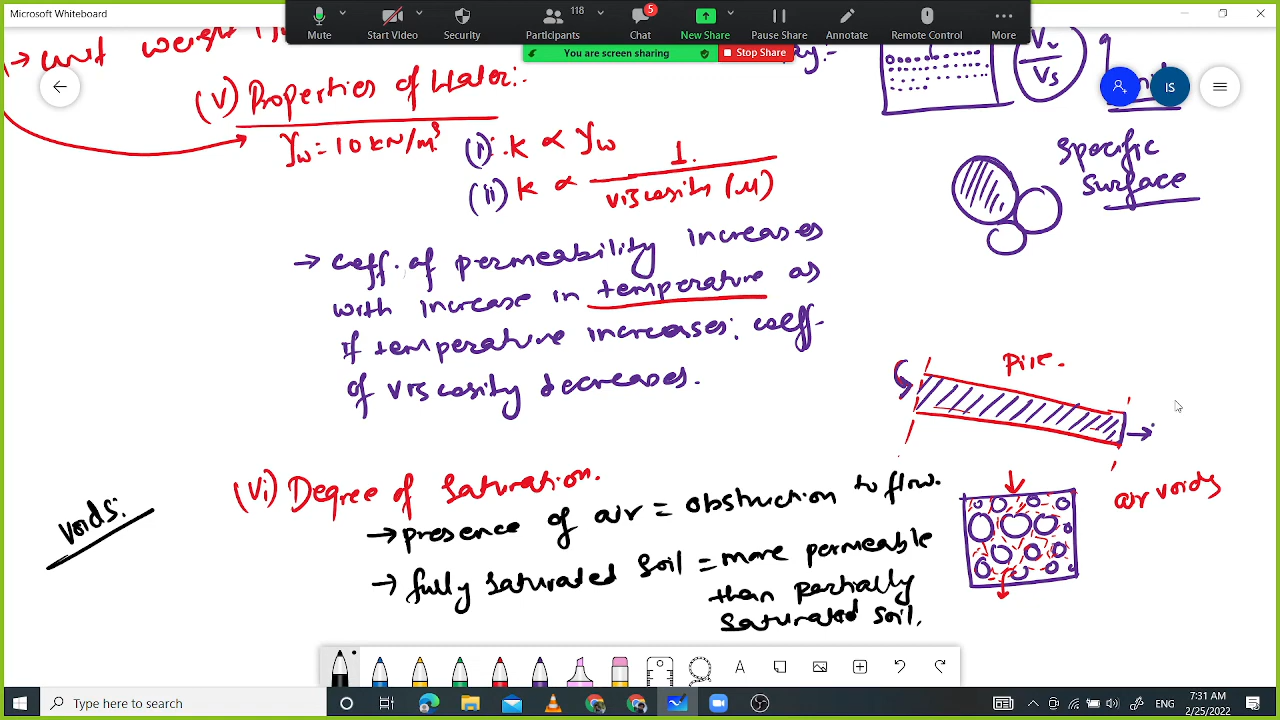 Microsoft Whiteboard
Mute
Start Video
Security
118
Participants
5
Chat
New Share
Pause Share
Annotate
Remote Control
More
You are screen sharing
Stop Share
→ unit weight
(V) Properties of Water:
γw = 10 kN/m³
(i) k ∝ γw
(ii) k ∝ 1 / viscosity (μ)
→ coeff. of permeability increases
with increase in temperature as
if temperature increases; coeff.
of viscosity decreases.
Vv
Vs
IS
Specific
Surface
Pipe.
air voids
voids:
(Vi) Degree of Saturation.
→ presence of air = obstruction to flow.
→ fully saturated soil = more permeable
than partially
saturated soil.
A
Type here to search
ENG
7:31 AM
2/25/2022